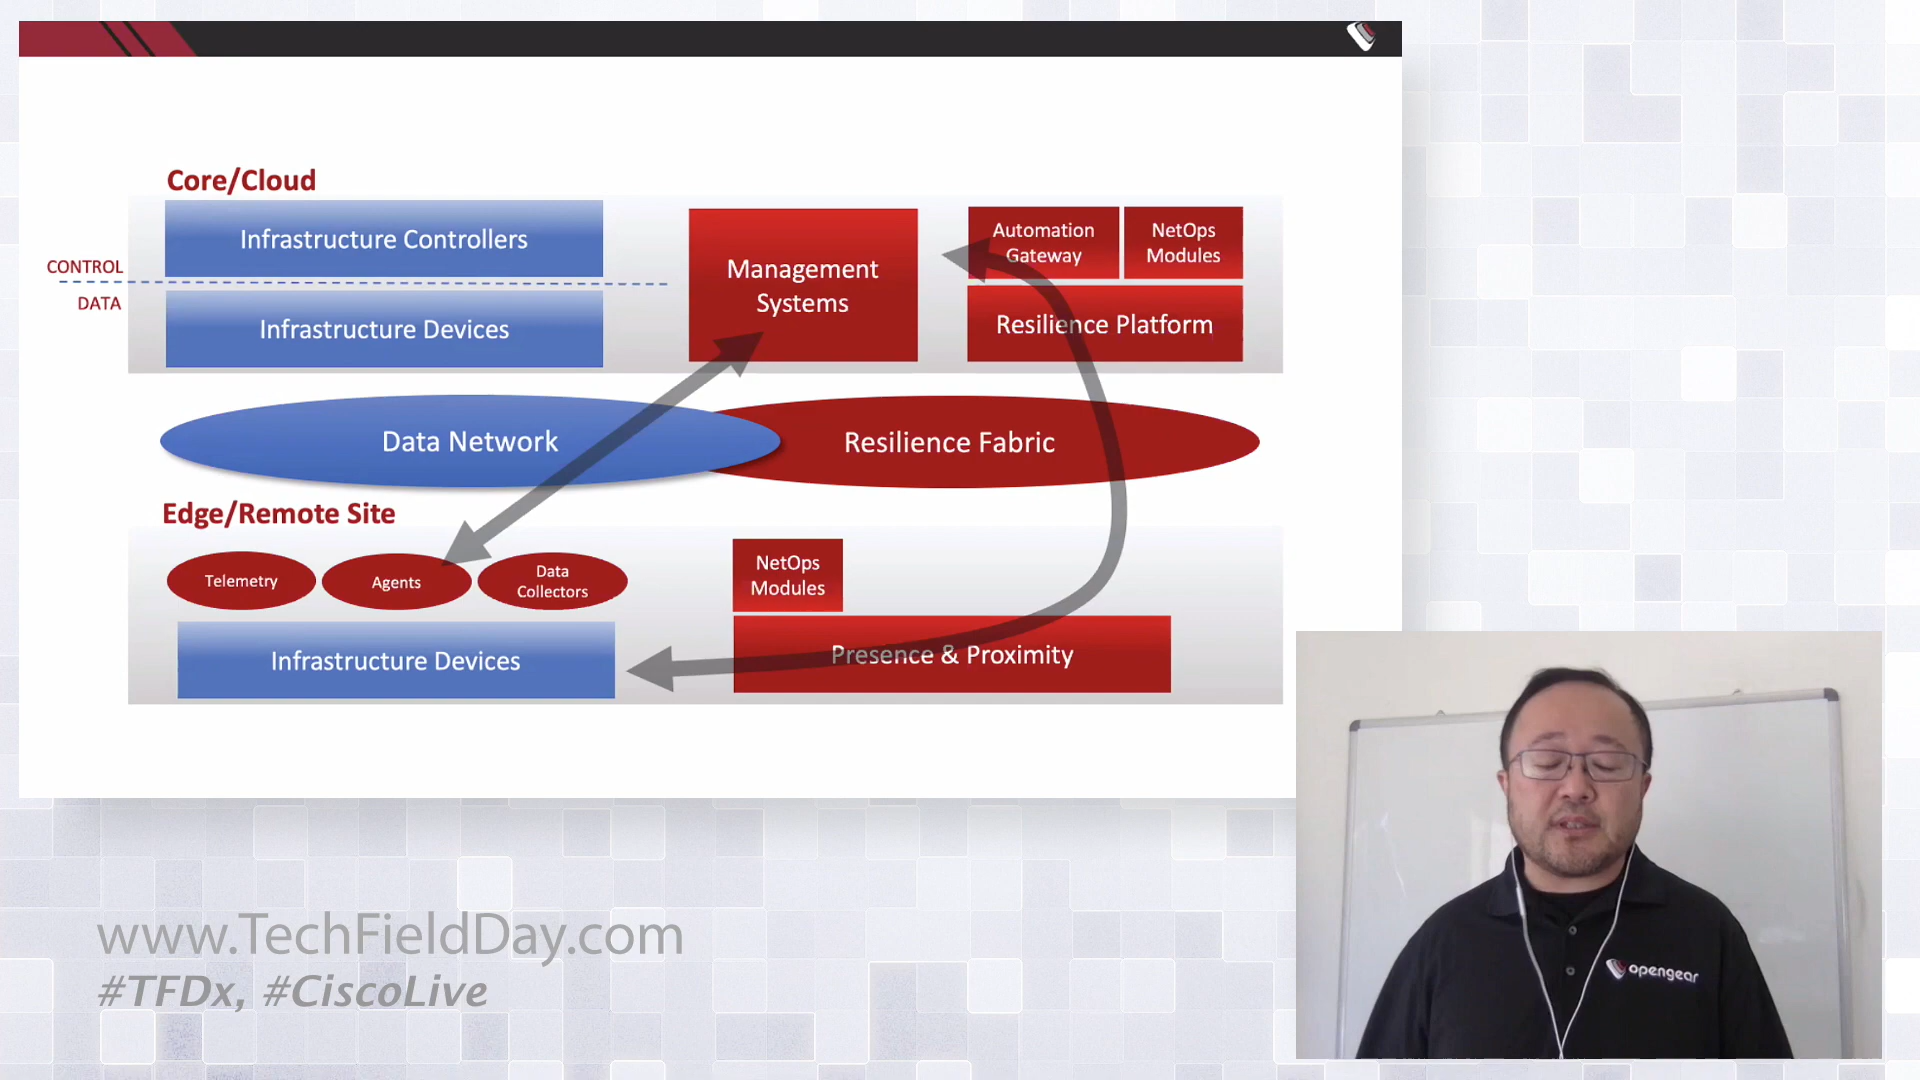 Core/Cloud
Infrastructure Controllers
CONTROL
DATA
Infrastructure Devices
Management
Systems
Automation
Gateway
NetOps
Modules
Resilience Platform
Data Network
Resilience Fabric
Edge/Remote Site
Telemetry
Agents
Data
Collectors
Infrastructure Devices
NetOps
Modules
Presence & Proximity
www.TechFieldDay.com
#TFDx, #CiscoLive
opengear